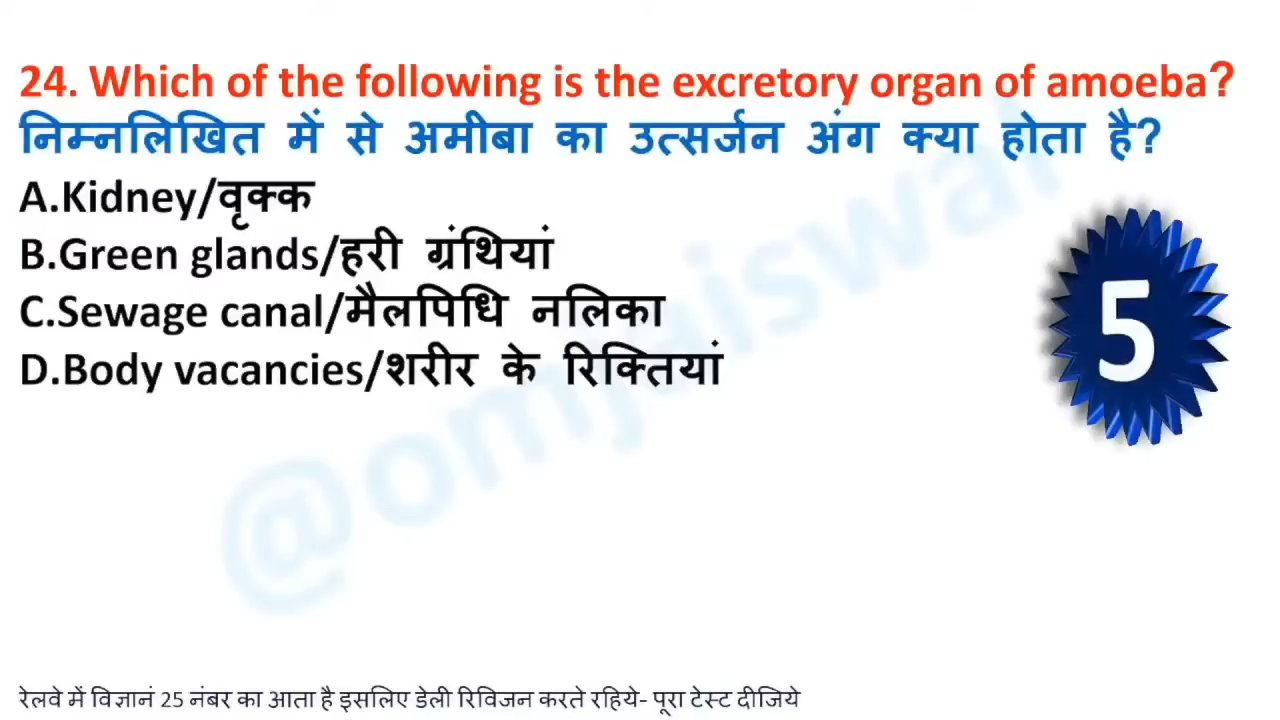 24. Which of the following is the excretory organ of amoeba?
निम्नलिखित में से अमीबा का उत्सर्जन अंग क्या होता है?
A.Kidney/वृक्क
B.Green glands/हरी ग्रंथियां
C.Sewage canal/मैलपिधि नलिका
D.Body vacancies/शरीर के रिक्तियां
5
@omjaiswal
रेलवे में विज्ञानं 25 नंबर का आता है इसलिए डेली रिविजन करते रहिये- पूरा टेस्ट दीजिये